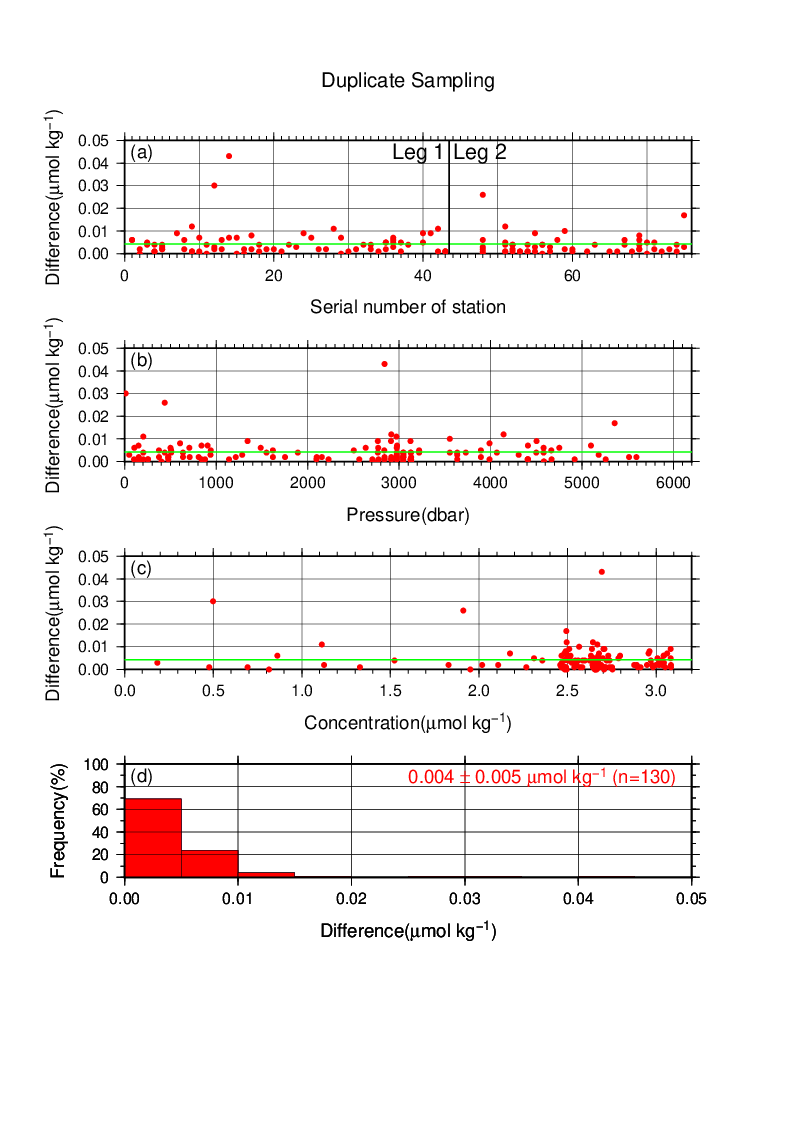 Duplicate Sampling
Difference(μmol kg⁻¹)
0.05
0.04
0.03
0.02
0.01
0.00
(a)
Leg 1
Leg 2
0 20 40 60
Serial number of station
Difference(μmol kg⁻¹)
0.05
0.04
0.03
0.02
0.01
0.00
(b)
0 1000 2000 3000 4000 5000 6000
Pressure(dbar)
Difference(μmol kg⁻¹)
0.05
0.04
0.03
0.02
0.01
0.00
(c)
0.0 0.5 1.0 1.5 2.0 2.5 3.0
Concentration(μmol kg⁻¹)
Frequency(%)
100
80
60
40
20
0
(d)
0.004 ± 0.005 μmol kg⁻¹ (n=130)
0.00 0.01 0.02 0.03 0.04 0.05
Difference(μmol kg⁻¹)